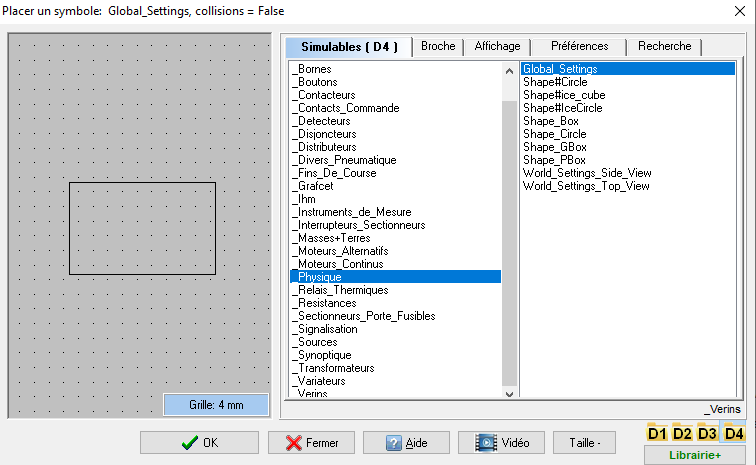 Placer un symbole: Global_Settings, collisions = False
Simulables ( D4 )
Broche
Affichage
Préférences
Recherche
_Bornes
_Boutons
_Contacteurs
_Contacts_Commande
_Detecteurs
_Disjoncteurs
_Distributeurs
_Divers_Pneumatique
_Fins_De_Course
_Grafcet
_Ihm
_Instruments_de_Mesure
_Interrupteurs_Sectionneurs
_Masses+Terres
_Moteurs_Alternatifs
_Moteurs_Continus
_Physique
_Relais_Thermiques
_Resistances
_Sectionneurs_Porte_Fusibles
_Signalisation
_Sources
_Synoptique
_Transformateurs
_Variateurs
_Verins
Global_Settings
Shape#Circle
Shape#ice_cube
Shape#IceCircle
Shape_Box
Shape_Circle
Shape_GBox
Shape_PBox
World_Settings_Side_View
World_Settings_Top_View
Grille: 4 mm
_Verins
OK
Fermer
Aide
Vidéo
Taille -
D1
D2
D3
D4
Librairie+